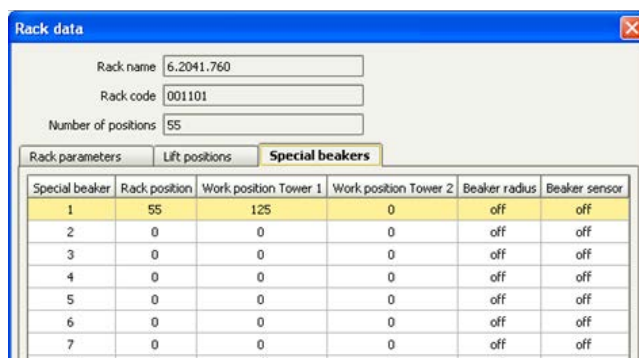 Rack data
Rack name 6.2041.760
Rack code 001101
Number of positions 55
Rack parameters Lift positions Special beakers
Special beaker Rack position Work position Tower 1 Work position Tower 2 Beaker radius Beaker sensor
1 55 125 0 off off
2 0 0 0 off off
3 0 0 0 off off
4 0 0 0 off off
5 0 0 0 off off
6 0 0 0 off off
7 0 0 0 off off